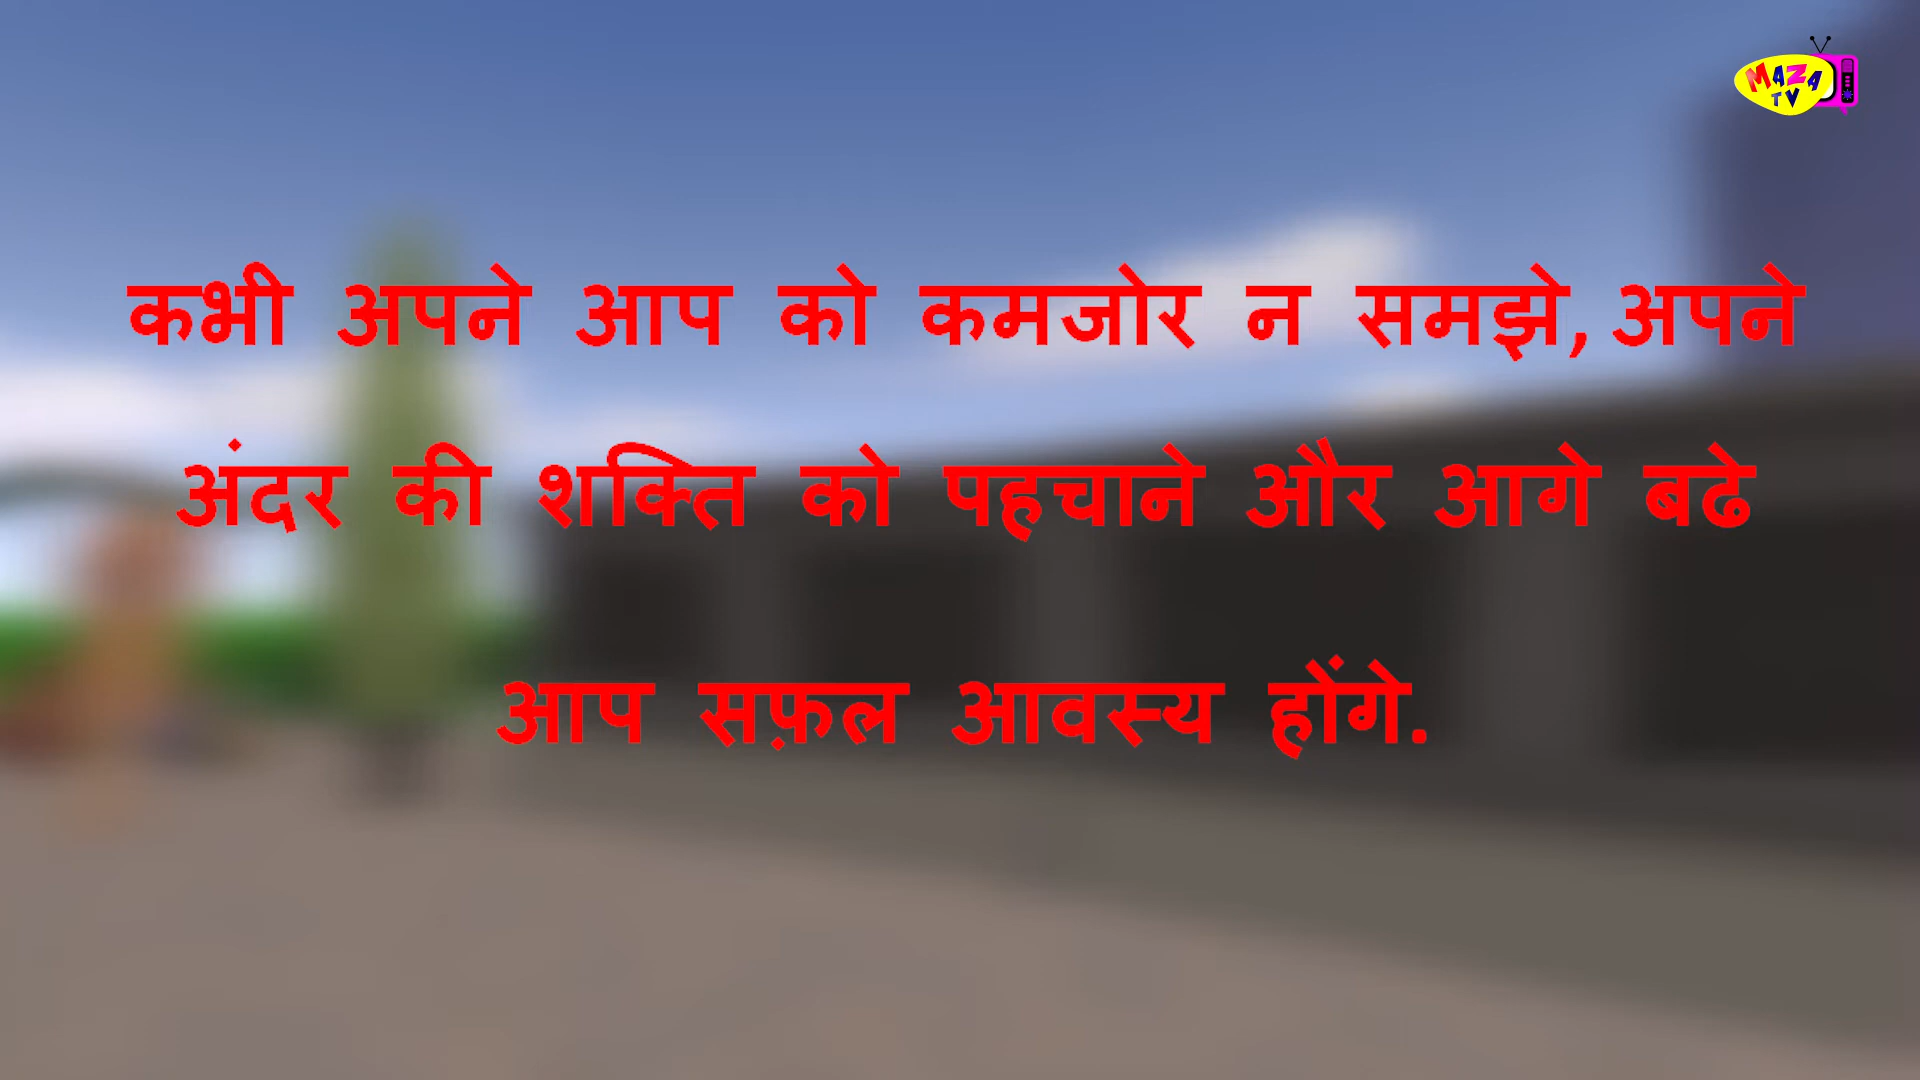 MAZA
TV
कभी अपने आप को कमजोर न समझे, अपने
अंदर की शक्ति को पहचाने और आगे बढे
आप सफ़ल आवस्य होंगे.